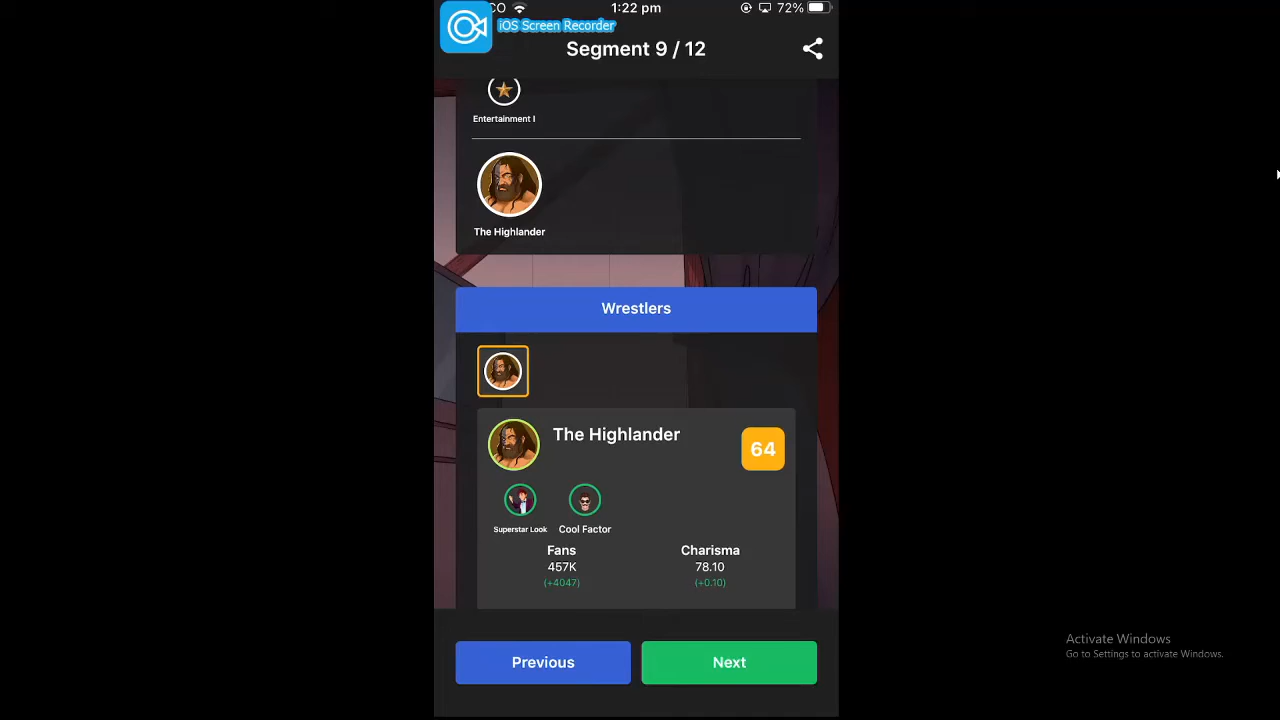 CO
1:22 pm
72%
iOS Screen Recorder
Segment 9 / 12
Entertainment I
The Highlander
Wrestlers
The Highlander
64
Superstar Look
Cool Factor
Fans
Charisma
457K
78.10
(+4047)
(+0.10)
Activate Windows
Go to Settings to activate Windows.
Previous
Next